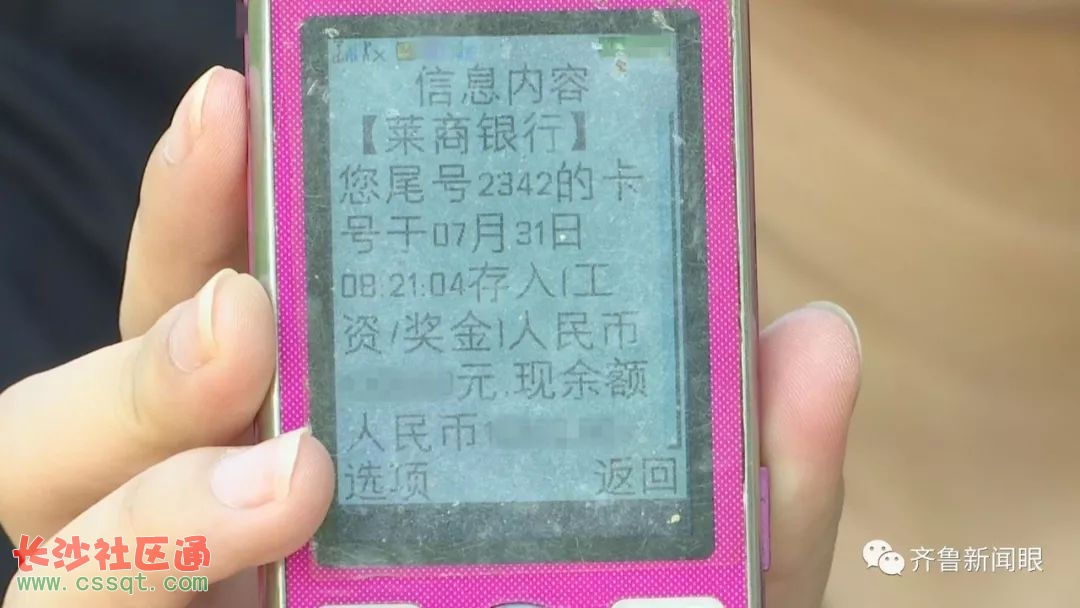 信息内容
【莱商银行】
您尾号2342的卡
号于07月31日
08:21:04存入(工
资/奖金)人民币
元,现余额
人民币1
选项 返回
长沙社区通
www.cssqt.com
齐鲁新闻眼